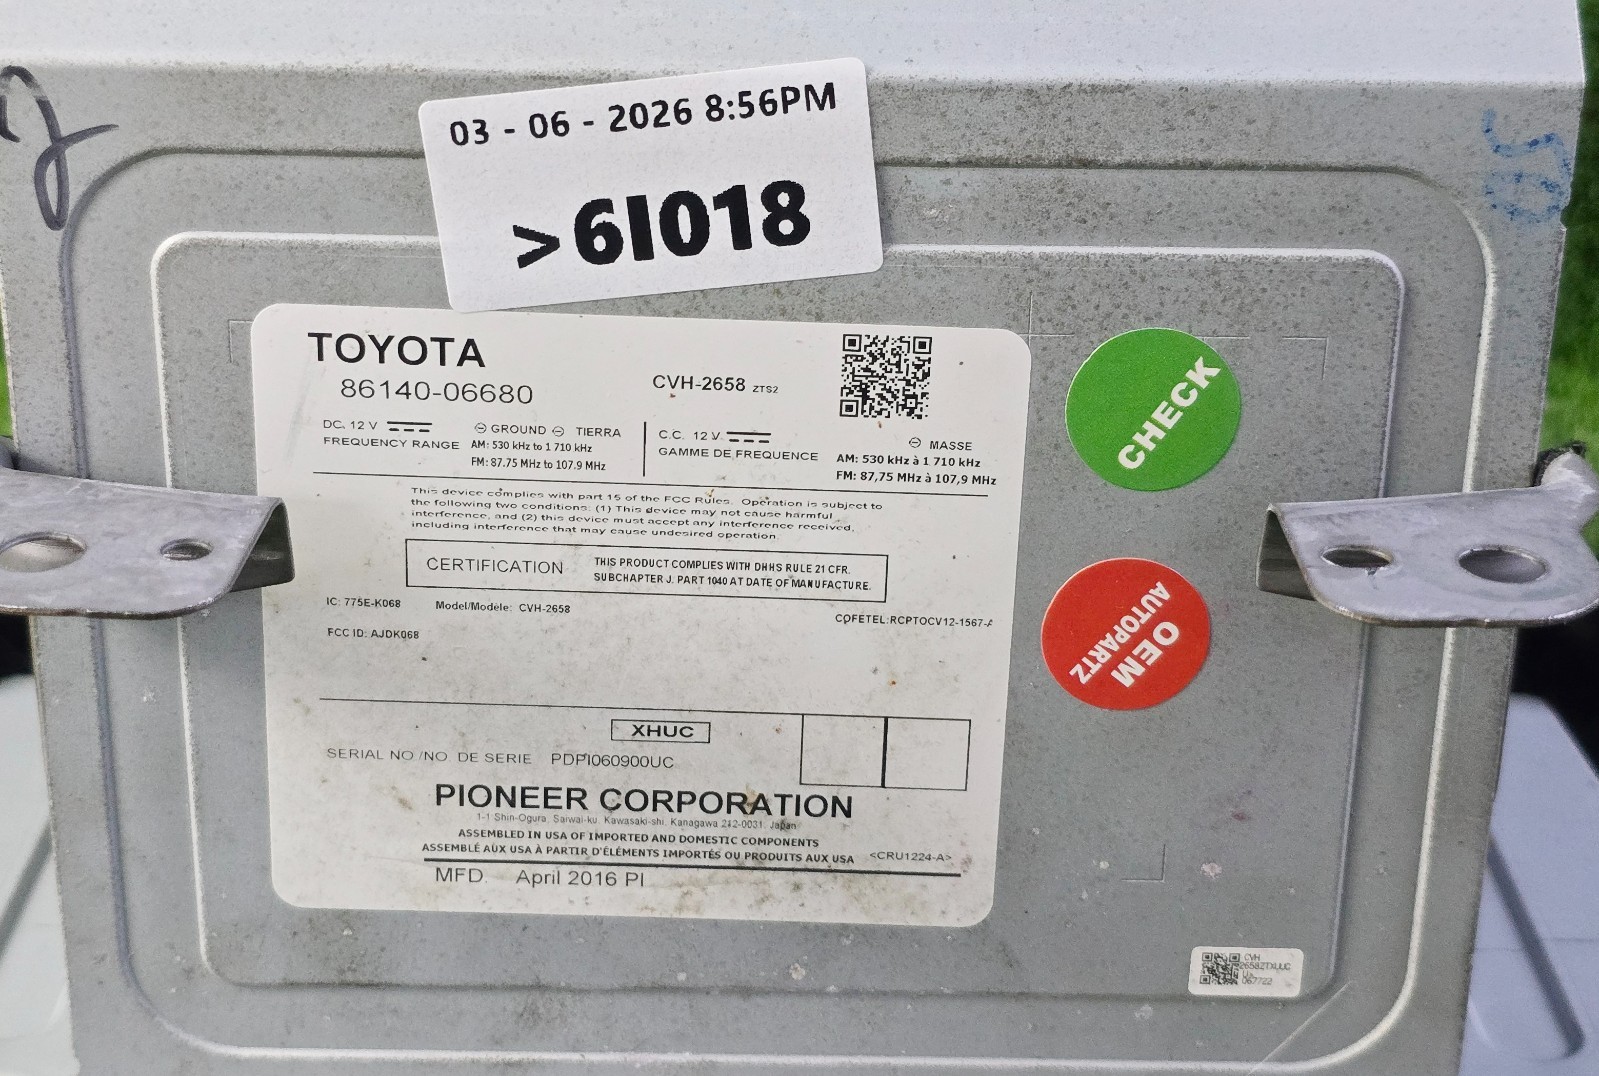 03 - 06 - 2026 8:56PM
>6I018
TOYOTA
86140-06680
CVH-2658 ZTS2
DC. 12 V
⊖ GROUND ⊖ TIERRA
FREQUENCY RANGE
AM: 530 kHz to 1 710 kHz
FM: 87.75 MHz to 107.9 MHz
C.C. 12 V
⊖ MASSE
GAMME DE FREQUENCE
AM: 530 kHz à 1 710 kHz
FM: 87,75 MHz à 107,9 MHz
This device complies with part 15 of the FCC Rules. Operation is subject to
the following two conditions: (1) This device may not cause harmful
interference, and (2) this device must accept any interference received,
including interference that may cause undesired operation.
CERTIFICATION
THIS PRODUCT COMPLIES WITH DHHS RULE 21 CFR.
SUBCHAPTER J. PART 1040 AT DATE OF MANUFACTURE.
IC: 775E-K068
Model/Modèle: CVH-2658
COFETEL:RCPTOCV12-1567-A
FCC ID: AJDK068
XHUC
SERIAL NO./NO. DE SERIE PDPI060900UC
PIONEER CORPORATION
1-1 Shin-Ogura, Saiwai-ku, Kawasaki-shi, Kanagawa 212-0031, Japan
ASSEMBLED IN USA OF IMPORTED AND DOMESTIC COMPONENTS
ASSEMBLÉ AUX USA À PARTIR D'ÉLÉMENTS IMPORTÉS OU PRODUITS AUX USA
<CRU1224-A>
MFD. April 2016 PI
CHECK
OEM
AUTOPARTZ
CVH
2658ZTXUUC
067722